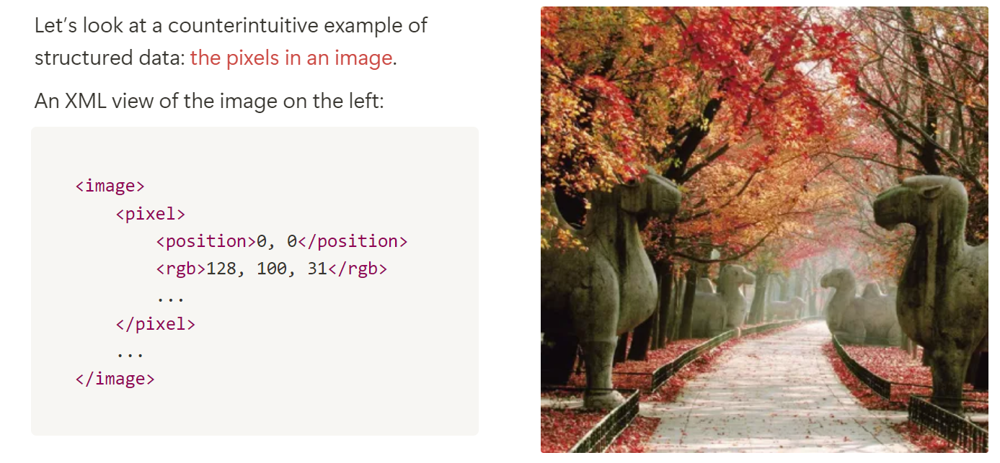 Let's look at a counterintuitive example of
structured data: the pixels in an image.
An XML view of the image on the left:
<image>
<pixel>
<position>0, 0</position>
<rgb>128, 100, 31</rgb>
...
</pixel>
...
</image>